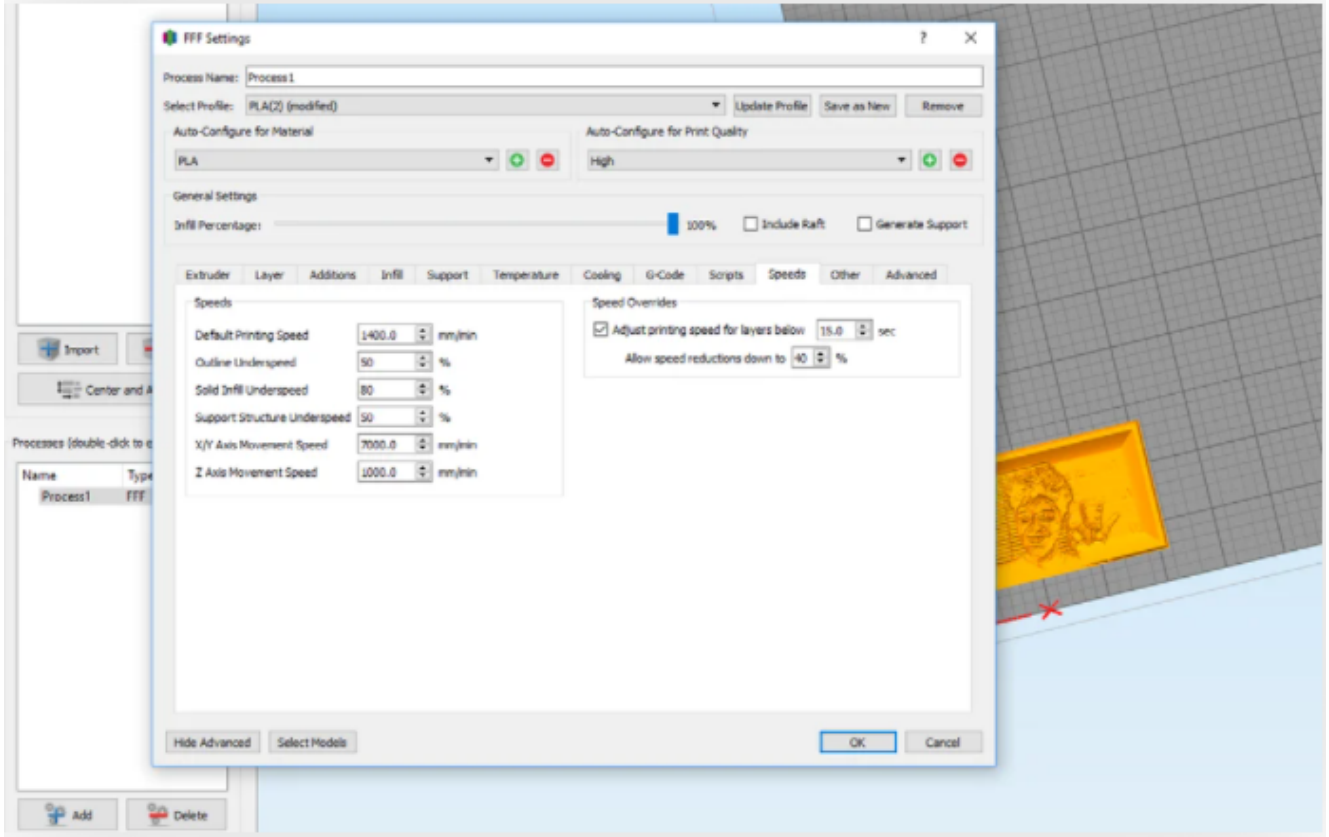 FFF Settings
?
Process Name: Process1
Select Profile: PLA(2) (modified) Update Profile Save as New Remove
Auto-Configure for Material Auto-Configure for Print Quality
PLA High
General Settings
Infill Percentage: 100% Include Raft Generate Support
Extruder Layer Additions Infill Support Temperature Cooling G-Code Scripts Speeds Other Advanced
Speeds Speed Overrides
Default Printing Speed 1400.0 mm/min Adjust printing speed for layers below 15.0 sec
Outline Underspeed 50 % Allow speed reductions down to 40 %
Solid Infill Underspeed 80 %
Support Structure Underspeed 50 %
X/Y Axis Movement Speed 7000.0 mm/min
Z Axis Movement Speed 1000.0 mm/min
Import
Center and A
Processes (double-click to e
Name Type
Process1 FFF
Hide Advanced Select Models OK Cancel
Add Delete